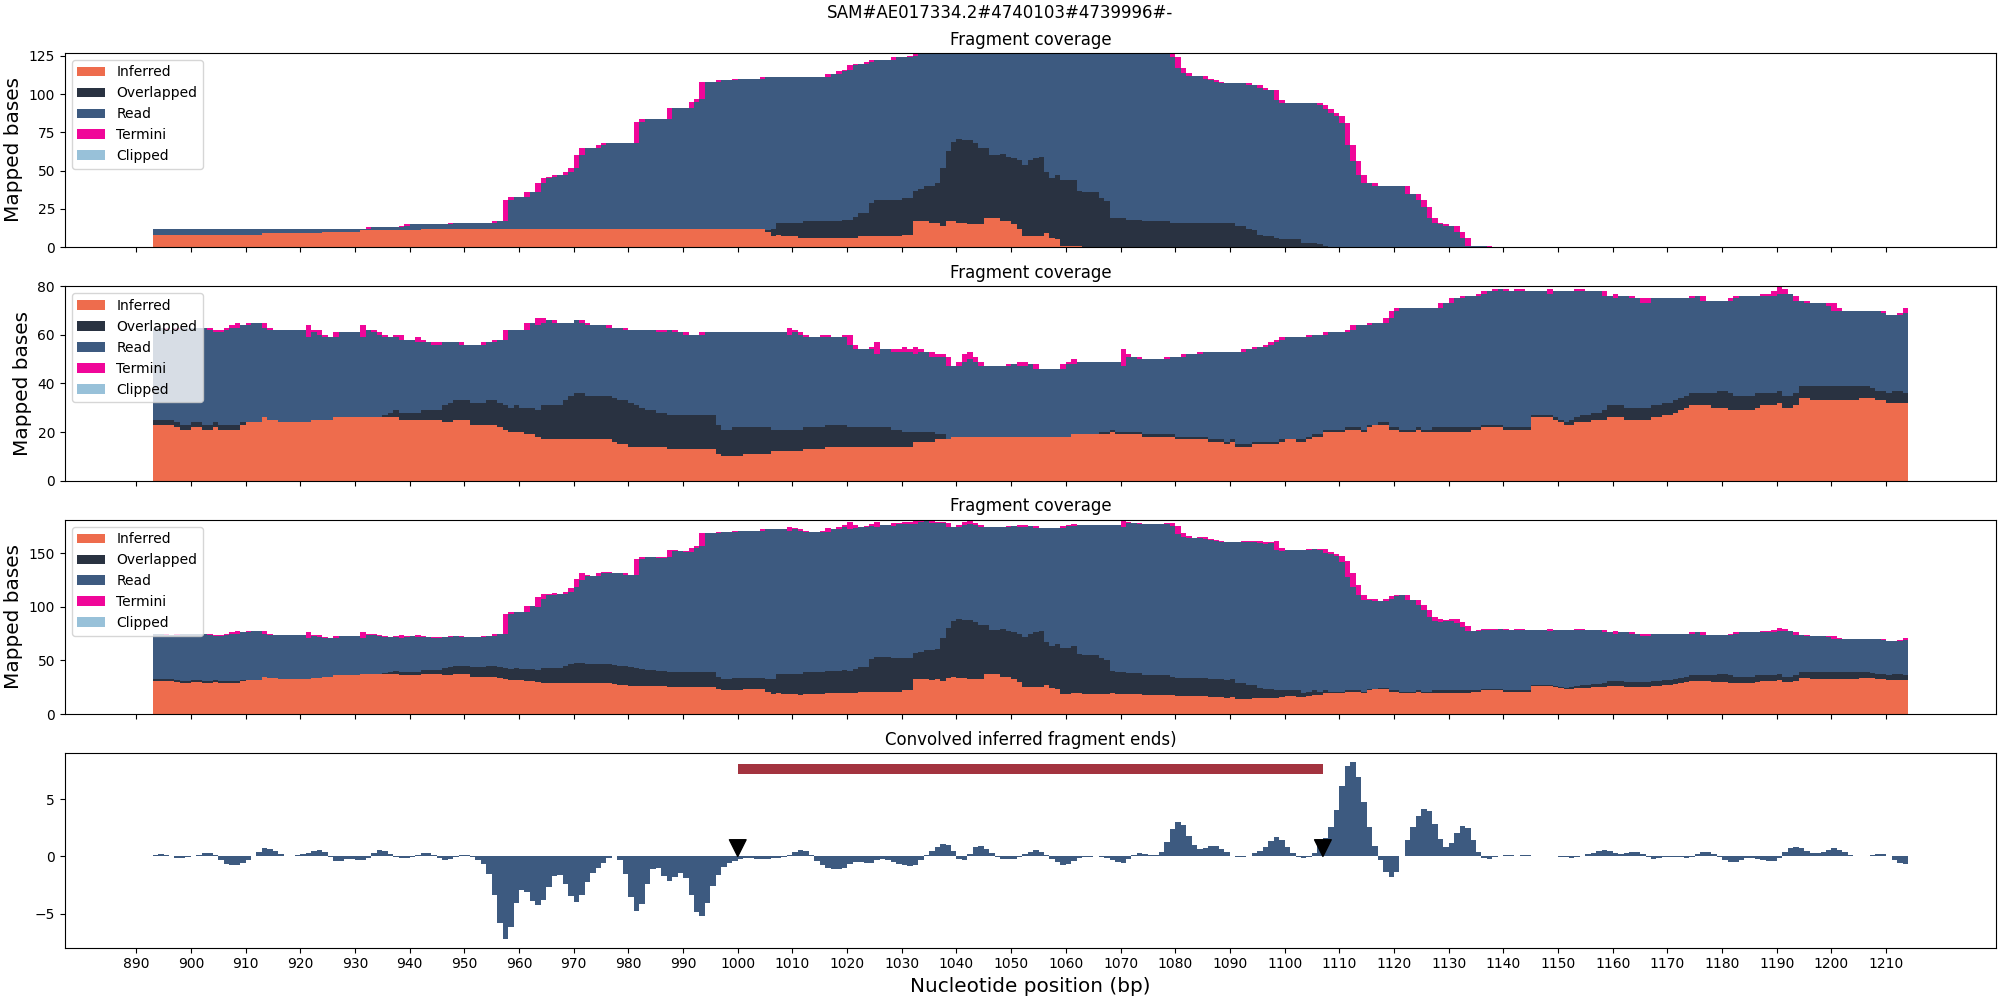 SAM#AE017334.2#4740103#4739996#-
Fragment coverage
Mapped bases
125
100
75
50
25
0
Inferred
Overlapped
Read
Termini
Clipped
Fragment coverage
Mapped bases
80
60
40
20
0
Inferred
Overlapped
Read
Termini
Clipped
Fragment coverage
Mapped bases
150
100
50
0
Inferred
Overlapped
Read
Termini
Clipped
Convolved inferred fragment ends)
5
0
−5
890 900 910 920 930 940 950 960 970 980 990 1000 1010 1020 1030 1040 1050 1060 1070 1080 1090 1100 1110 1120 1130 1140 1150 1160 1170 1180 1190 1200 1210
Nucleotide position (bp)